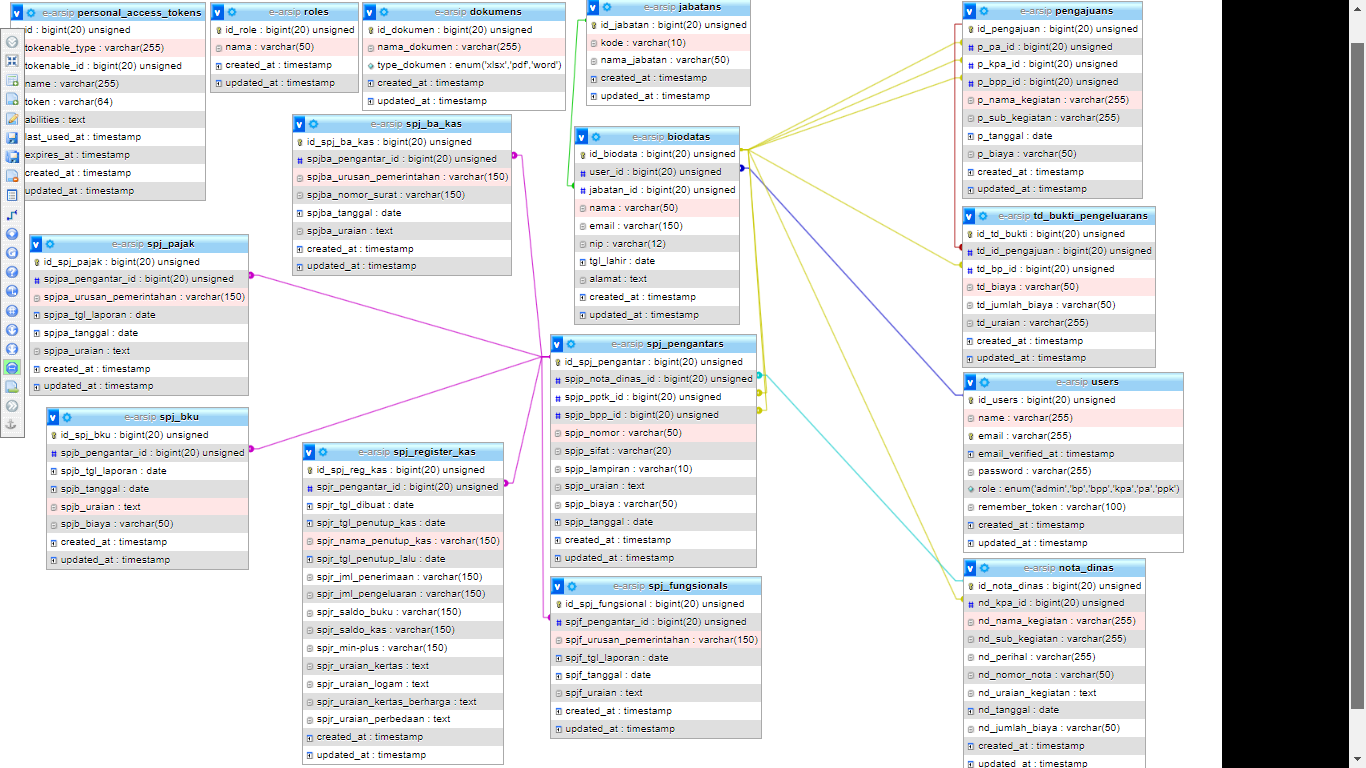 e-arsip personal_access_tokens
id : bigint(20) unsigned
tokenable_type : varchar(255)
tokenable_id : bigint(20) unsigned
name : varchar(255)
token : varchar(64)
abilities : text
last_used_at : timestamp
expires_at : timestamp
created_at : timestamp
updated_at : timestamp
e-arsip roles
id_role : bigint(20) unsigned
nama : varchar(50)
created_at : timestamp
updated_at : timestamp
e-arsip dokumens
id_dokumen : bigint(20) unsigned
nama_dokumen : varchar(255)
type_dokumen : enum('xlsx','pdf','word')
created_at : timestamp
updated_at : timestamp
e-arsip jabatans
id_jabatan : bigint(20) unsigned
kode : varchar(10)
nama_jabatan : varchar(50)
created_at : timestamp
updated_at : timestamp
e-arsip pengajuans
id_pengajuan : bigint(20) unsigned
p_pa_id : bigint(20) unsigned
p_kpa_id : bigint(20) unsigned
p_bpp_id : bigint(20) unsigned
p_nama_kegiatan : varchar(255)
p_sub_kegiatan : varchar(255)
p_tanggal : date
p_biaya : varchar(50)
created_at : timestamp
updated_at : timestamp
e-arsip spj_ba_kas
id_spj_ba_kas : bigint(20) unsigned
spjba_pengantar_id : bigint(20) unsigned
spjba_urusan_pemerintahan : varchar(150)
spjba_nomor_surat : varchar(150)
spjba_tanggal : date
spjba_uraian : text
created_at : timestamp
updated_at : timestamp
e-arsip biodatas
id_biodata : bigint(20) unsigned
user_id : bigint(20) unsigned
jabatan_id : bigint(20) unsigned
nama : varchar(50)
email : varchar(150)
nip : varchar(12)
tgl_lahir : date
alamat : text
created_at : timestamp
updated_at : timestamp
e-arsip td_bukti_pengeluarans
id_td_bukti : bigint(20) unsigned
td_id_pengajuan : bigint(20) unsigned
td_bp_id : bigint(20) unsigned
td_biaya : varchar(50)
td_jumlah_biaya : varchar(50)
td_uraian : varchar(255)
created_at : timestamp
updated_at : timestamp
e-arsip spj_pajak
id_spj_pajak : bigint(20) unsigned
spjpa_pengantar_id : bigint(20) unsigned
spjpa_urusan_pemerintahan : varchar(150)
spjpa_tgl_laporan : date
spjpa_tanggal : date
spjpa_uraian : text
created_at : timestamp
updated_at : timestamp
e-arsip spj_pengantars
id_spj_pengantar : bigint(20) unsigned
spjp_nota_dinas_id : bigint(20) unsigned
spjp_pptk_id : bigint(20) unsigned
spjp_bpp_id : bigint(20) unsigned
spjp_nomor : varchar(50)
spjp_sifat : varchar(20)
spjp_lampiran : varchar(10)
spjp_uraian : text
spjp_biaya : varchar(50)
spjp_tanggal : date
created_at : timestamp
updated_at : timestamp
e-arsip users
id_users : bigint(20) unsigned
name : varchar(255)
email : varchar(255)
email_verified_at : timestamp
password : varchar(255)
role : enum('admin','bp','bpp','kpa','pa','ppk')
remember_token : varchar(100)
created_at : timestamp
updated_at : timestamp
e-arsip spj_bku
id_spj_bku : bigint(20) unsigned
spjb_pengantar_id : bigint(20) unsigned
spjb_tgl_laporan : date
spjb_tanggal : date
spjb_uraian : text
spjb_biaya : varchar(50)
created_at : timestamp
updated_at : timestamp
e-arsip spj_register_kas
id_spj_reg_kas : bigint(20) unsigned
spjr_pengantar_id : bigint(20) unsigned
spjr_tgl_dibuat : date
spjr_tgl_penutup_kas : date
spjr_nama_penutup_kas : varchar(150)
spjr_tgl_penutup_lalu : date
spjr_jml_penerimaan : varchar(150)
spjr_jml_pengeluaran : varchar(150)
spjr_saldo_buku : varchar(150)
spjr_saldo_kas : varchar(150)
spjr_min-plus : varchar(150)
spjr_uraian_kertas : text
spjr_uraian_logam : text
spjr_uraian_kertas_berharga : text
spjr_uraian_perbedaan : text
created_at : timestamp
updated_at : timestamp
e-arsip spj_fungsionals
id_spj_fungsional : bigint(20) unsigned
spjf_pengantar_id : bigint(20) unsigned
spjf_urusan_pemerintahan : varchar(150)
spjf_tgl_laporan : date
spjf_tanggal : date
spjf_uraian : text
created_at : timestamp
updated_at : timestamp
e-arsip nota_dinas
id_nota_dinas : bigint(20) unsigned
nd_kpa_id : bigint(20) unsigned
nd_nama_kegiatan : varchar(255)
nd_sub_kegiatan : varchar(255)
nd_perihal : varchar(255)
nd_nomor_nota : varchar(50)
nd_uraian_kegiatan : text
nd_tanggal : date
nd_jumlah_biaya : varchar(50)
created_at : timestamp
updated_at : timestamp